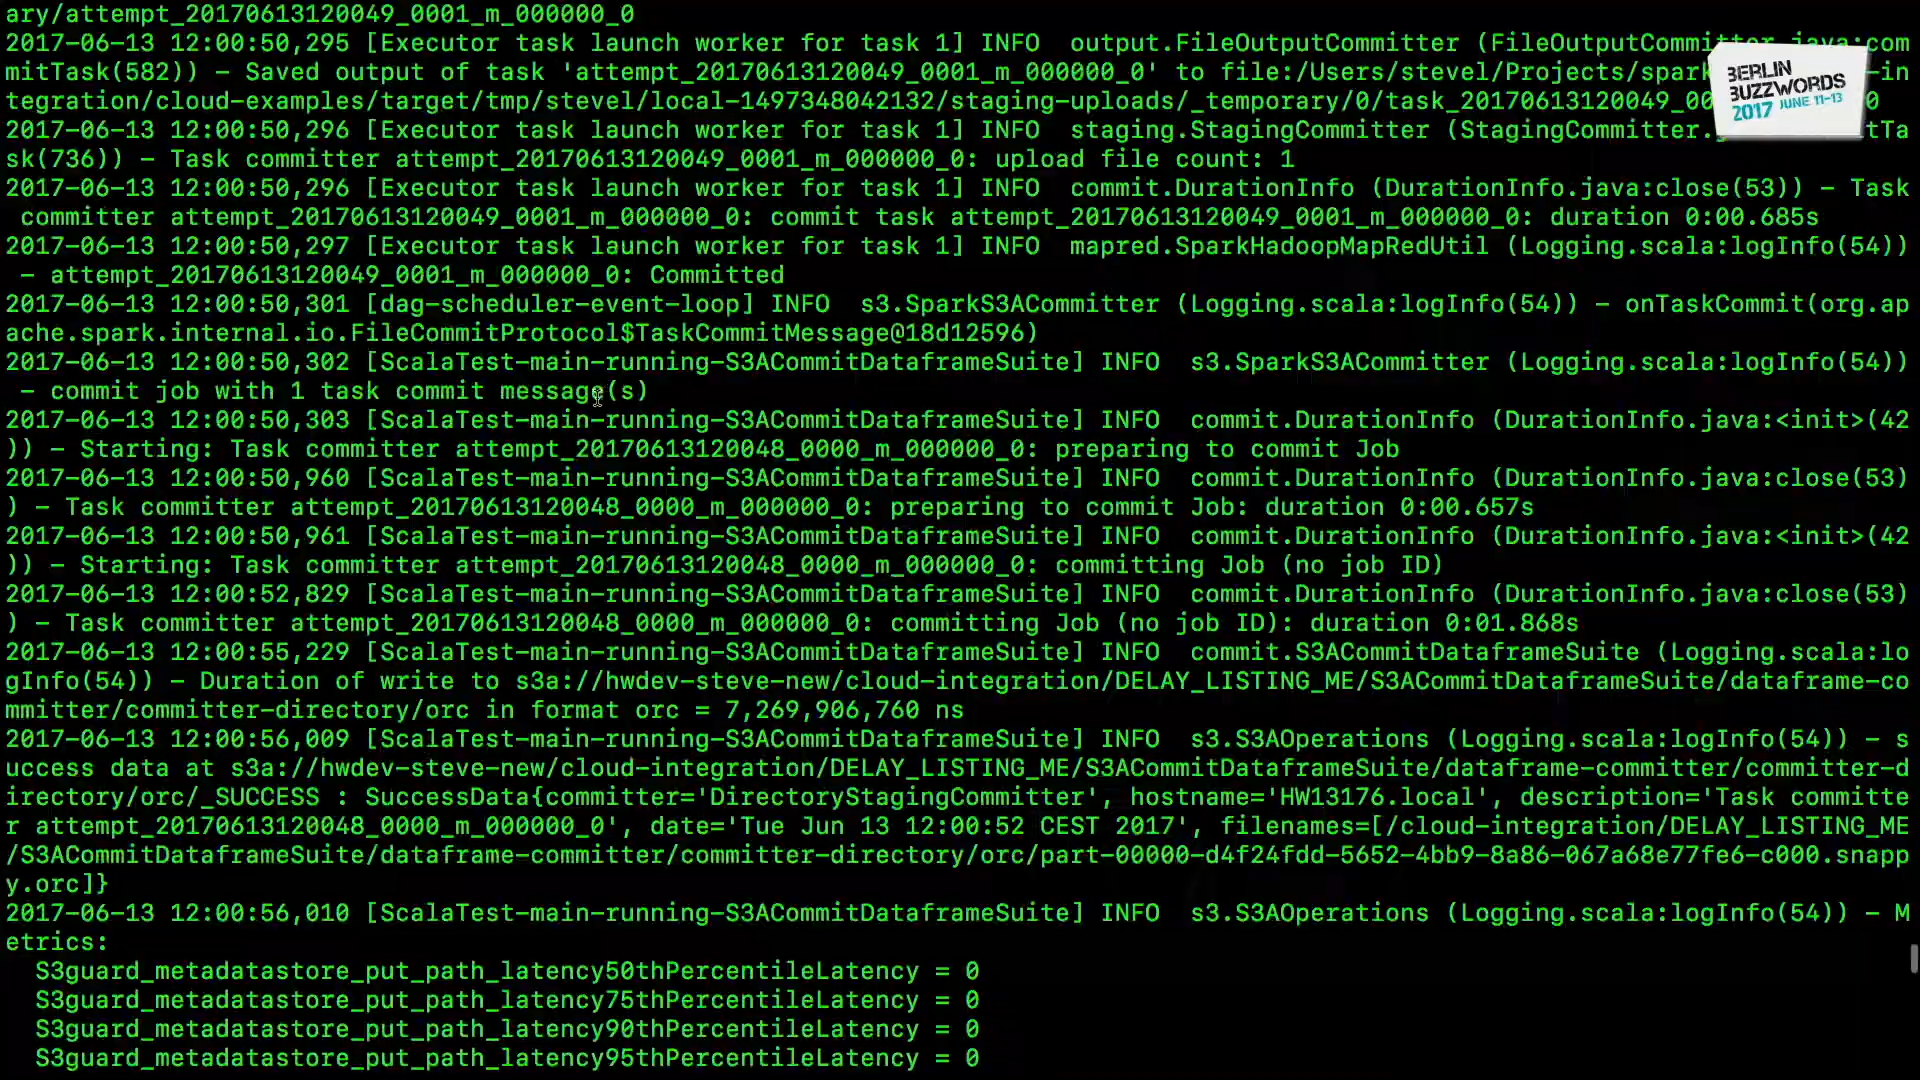 ary/attempt_20170613120049_0001_m_000000_0
2017-06-13 12:00:50,295 [Executor task launch worker for task 1] INFO  output.FileOutputCommitter (FileOutputCommitter.java:com
mitTask(582)) - Saved output of task 'attempt_20170613120049_0001_m_000000_0' to file:/Users/stevel/Projects/spark in
tegration/cloud-examples/target/tmp/stevel/local-1497348042132/staging-uploads/_temporary/0/task_20170613120049_00 0
2017-06-13 12:00:50,296 [Executor task launch worker for task 1] INFO  staging.StagingCommitter (StagingCommitter. tTa
sk(736)) - Task committer attempt_20170613120049_0001_m_000000_0: upload file count: 1
2017-06-13 12:00:50,296 [Executor task launch worker for task 1] INFO  commit.DurationInfo (DurationInfo.java:close(53)) - Task
 committer attempt_20170613120049_0001_m_000000_0: commit task attempt_20170613120049_0001_m_000000_0: duration 0:00.685s
2017-06-13 12:00:50,297 [Executor task launch worker for task 1] INFO  mapred.SparkHadoopMapRedUtil (Logging.scala:logInfo(54))
 - attempt_20170613120049_0001_m_000000_0: Committed
2017-06-13 12:00:50,301 [dag-scheduler-event-loop] INFO  s3.SparkS3ACommitter (Logging.scala:logInfo(54)) - onTaskCommit(org.ap
ache.spark.internal.io.FileCommitProtocol$TaskCommitMessage@18d12596)
2017-06-13 12:00:50,302 [ScalaTest-main-running-S3ACommitDataframeSuite] INFO  s3.SparkS3ACommitter (Logging.scala:logInfo(54))
 - commit job with 1 task commit message(s)
2017-06-13 12:00:50,303 [ScalaTest-main-running-S3ACommitDataframeSuite] INFO  commit.DurationInfo (DurationInfo.java:<init>(42
)) - Starting: Task committer attempt_20170613120048_0000_m_000000_0: preparing to commit Job
2017-06-13 12:00:50,960 [ScalaTest-main-running-S3ACommitDataframeSuite] INFO  commit.DurationInfo (DurationInfo.java:close(53)
) - Task committer attempt_20170613120048_0000_m_000000_0: preparing to commit Job: duration 0:00.657s
2017-06-13 12:00:50,961 [ScalaTest-main-running-S3ACommitDataframeSuite] INFO  commit.DurationInfo (DurationInfo.java:<init>(42
)) - Starting: Task committer attempt_20170613120048_0000_m_000000_0: committing Job (no job ID)
2017-06-13 12:00:52,829 [ScalaTest-main-running-S3ACommitDataframeSuite] INFO  commit.DurationInfo (DurationInfo.java:close(53)
) - Task committer attempt_20170613120048_0000_m_000000_0: committing Job (no job ID): duration 0:01.868s
2017-06-13 12:00:55,229 [ScalaTest-main-running-S3ACommitDataframeSuite] INFO  commit.S3ACommitDataframeSuite (Logging.scala:lo
gInfo(54)) - Duration of write to s3a://hwdev-steve-new/cloud-integration/DELAY_LISTING_ME/S3ACommitDataframeSuite/dataframe-co
mmitter/committer-directory/orc in format orc = 7,269,906,760 ns
2017-06-13 12:00:56,009 [ScalaTest-main-running-S3ACommitDataframeSuite] INFO  s3.S3AOperations (Logging.scala:logInfo(54)) - s
uccess data at s3a://hwdev-steve-new/cloud-integration/DELAY_LISTING_ME/S3ACommitDataframeSuite/dataframe-committer/committer-d
irectory/orc/_SUCCESS : SuccessData{committer='DirectoryStagingCommitter', hostname='HW13176.local', description='Task committe
r attempt_20170613120048_0000_m_000000_0', date='Tue Jun 13 12:00:52 CEST 2017', filenames=[/cloud-integration/DELAY_LISTING_ME
/S3ACommitDataframeSuite/dataframe-committer/committer-directory/orc/part-00000-d4f24fdd-5652-4bb9-8a86-067a68e77fe6-c000.snapp
y.orc]}
2017-06-13 12:00:56,010 [ScalaTest-main-running-S3ACommitDataframeSuite] INFO  s3.S3AOperations (Logging.scala:logInfo(54)) - M
etrics:
  S3guard_metadatastore_put_path_latency50thPercentileLatency = 0
  S3guard_metadatastore_put_path_latency75thPercentileLatency = 0
  S3guard_metadatastore_put_path_latency90thPercentileLatency = 0
  S3guard_metadatastore_put_path_latency95thPercentileLatency = 0
BERLIN
BUZZWORDS
2017 JUNE 11-13